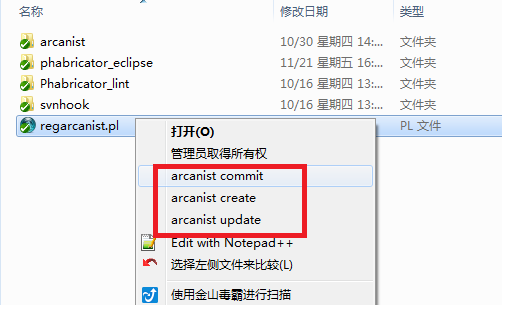 名称 修改日期 类型
arcanist 10/30 星期四 14:... 文件夹
phabricator_eclipse 11/21 星期五 16:... 文件夹
Phabricator_lint 10/16 星期四 13:... 文件夹
svnhook 10/16 星期四 13:... 文件夹
regarcanist.pl PL 文件
打开(O)
管理员取得所有权
arcanist commit
arcanist create
arcanist update
Edit with Notepad++
选择左侧文件来比较(L)
使用金山毒霸进行扫描